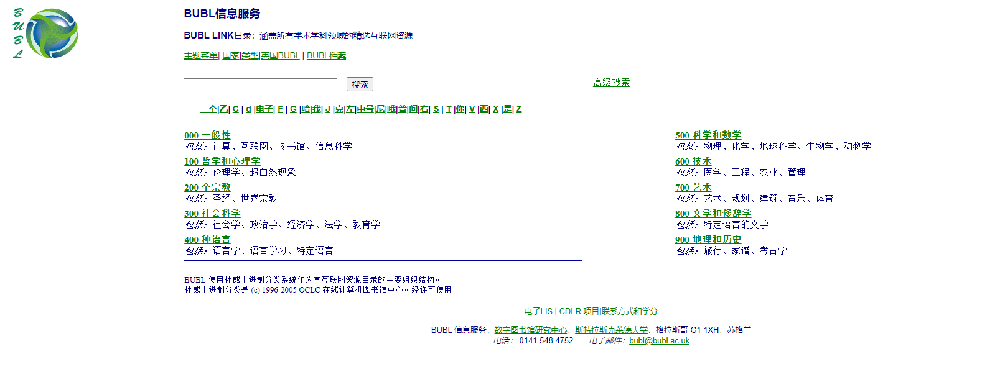 BUBL
BUBL信息服务
BUBL LINK目录：涵盖所有学术学科领域的精选互联网资源
主题菜单| 国家|类型|英国BUBL | BUBL档案
搜索
高级搜索
一个|乙| C | d |电子| F | G |哈|我| J |克|左|中号|尼|哦|普|问|右| S | T |你| V |西| X |是| Z
000 一般性
包括：计算、互联网、图书馆、信息科学
100 哲学和心理学
包括：伦理学、超自然现象
200 个宗教
包括：圣经、世界宗教
300 社会科学
包括：社会学、政治学、经济学、法学、教育学
400 种语言
包括：语言学、语言学习、特定语言
500 科学和数学
包括：物理、化学、地球科学、生物学、动物学
600 技术
包括：医学、工程、农业、管理
700 艺术
包括：艺术、规划、建筑、音乐、体育
800 文学和修辞学
包括：特定语言的文学
900 地理和历史
包括：旅行、家谱、考古学
BUBL 使用杜威十进制分类系统作为其互联网资源目录的主要组织结构。
杜威十进制分类是 (c) 1996-2005 OCLC 在线计算机图书馆中心。经许可使用。
电子LIS | CDLR 项目|联系方式和学分
BUBL 信息服务，数字图书馆研究中心，斯特拉斯克莱德大学，格拉斯哥 G1 1XH，苏格兰
电话： 0141 548 4752 电子邮件：bubl@bubl.ac.uk